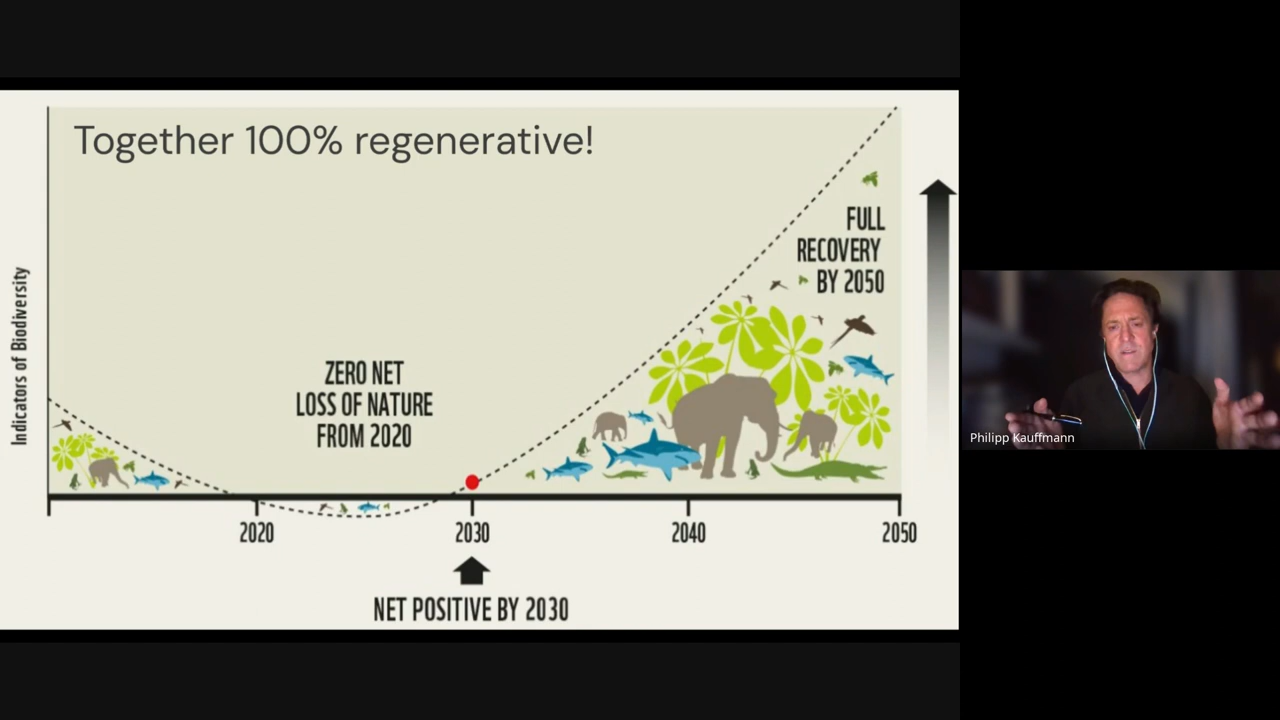 Together 100% regenerative!
Indicators of Biodiversity
FULL
RECOVERY
BY 2050
ZERO NET
LOSS OF NATURE
FROM 2020
2020
2030
2040
2050
NET POSITIVE BY 2030
Philipp Kauffmann